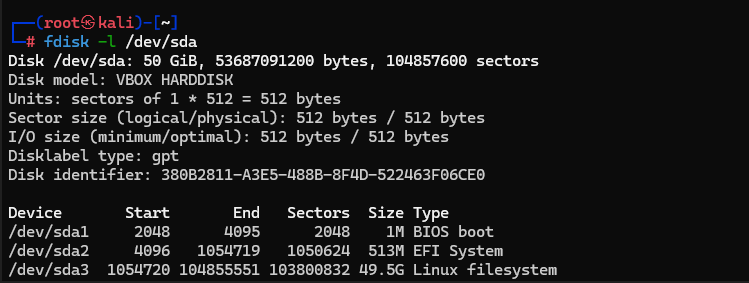 ┌──(root㉿kali)-[~]
└─# fdisk -l /dev/sda
Disk /dev/sda: 50 GiB, 53687091200 bytes, 104857600 sectors
Disk model: VBOX HARDDISK
Units: sectors of 1 * 512 = 512 bytes
Sector size (logical/physical): 512 bytes / 512 bytes
I/O size (minimum/optimal): 512 bytes / 512 bytes
Disklabel type: gpt
Disk identifier: 380B2811-A3E5-488B-8F4D-522463F06CE0

Device       Start       End   Sectors  Size Type
/dev/sda1     2048      4095      2048    1M BIOS boot
/dev/sda2     4096   1054719   1050624  513M EFI System
/dev/sda3  1054720 104855551 103800832 49.5G Linux filesystem